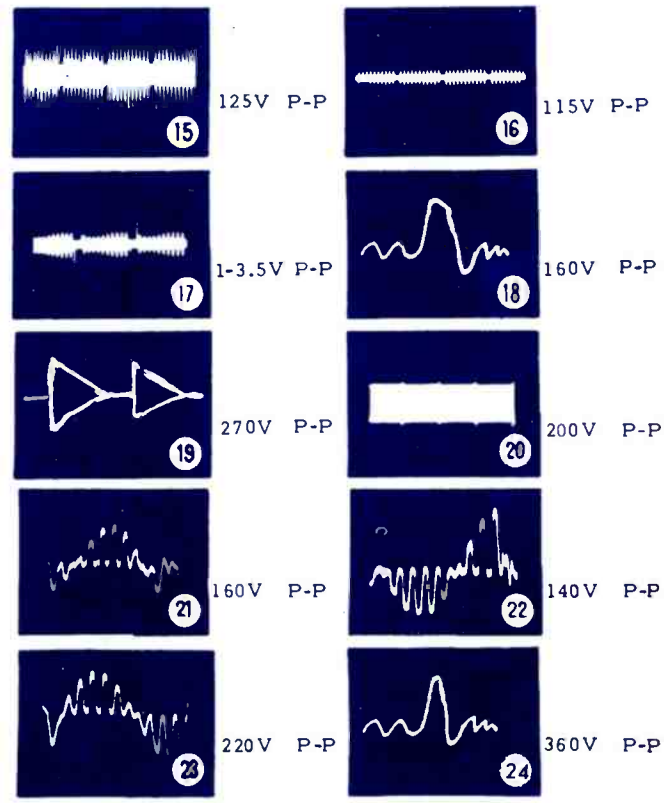 15 125V P-P
16 115V P-P
17 1-3.5V P-P
18 160V P-P
19 270V P-P
20 200V P-P
21 160V P-P
22 140V P-P
23 220V P-P
24 360V P-P